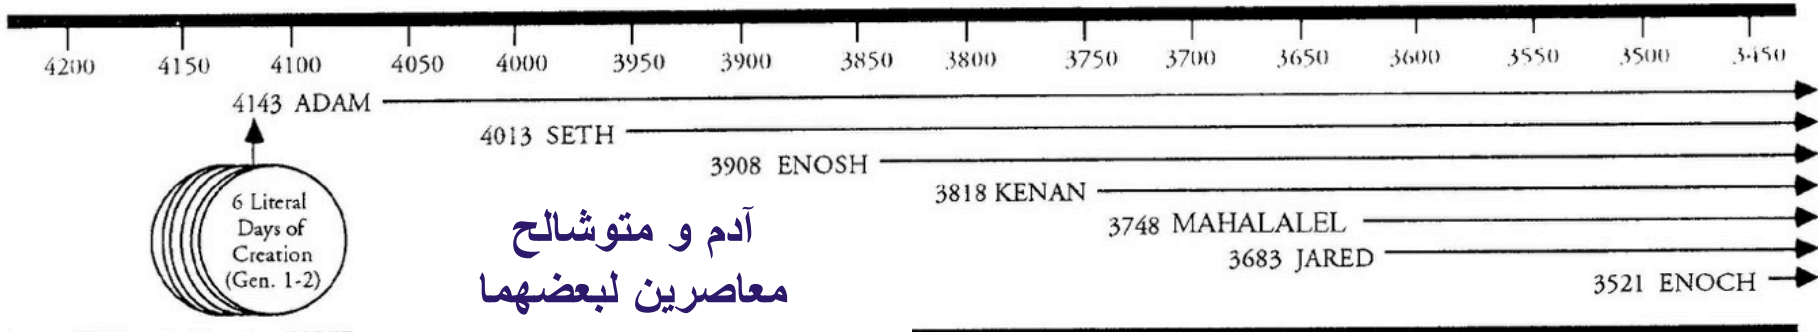 4200 4150 4100 4050 4000 3950 3900 3850 3800 3750 3700 3650 3600 3550 3500 3450
4143 ADAM
4013 SETH
3908 ENOSH
3818 KENAN
3748 MAHALALEL
3683 JARED
3521 ENOCH
6 Literal
Days of
Creation
(Gen. 1-2)
آدم و متوشالح
معاصرين لبعضهما